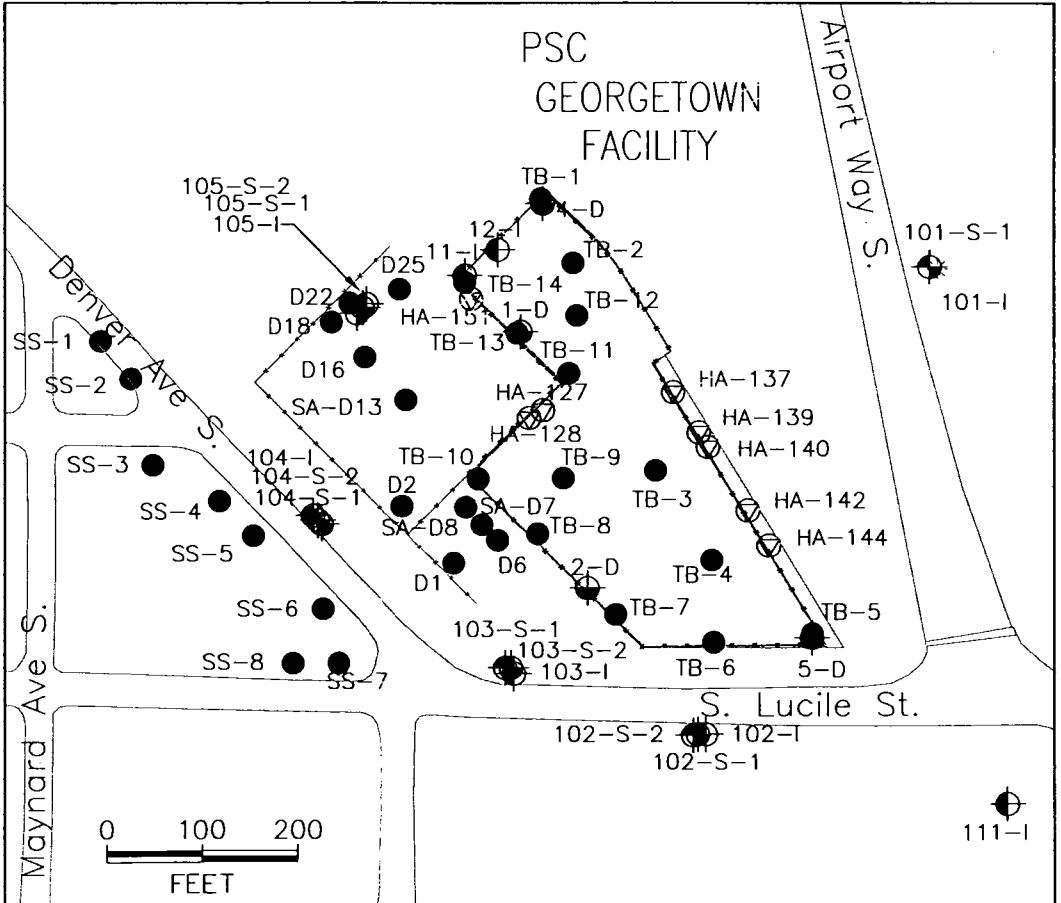 PSC
GEORGETOWN
FACILITY
Airport Way S.
TB-1
4-D
105-S-2
105-S-1
105-I
12-I
11-I
TB-2
101-S-1
101-I
D25
TB-14
TB-12
Denver Ave S.
D22
HA-151
1-D
D18
TB-13
TB-11
SS-1
D16
SS-2
HA-137
HA-127
SA-D13
HA-128
HA-139
HA-140
104-I
104-S-2
104-S-1
TB-10
TB-9
TB-3
SS-3
D2
SA-D7
HA-142
SS-4
SA-D8
TB-8
SS-5
D6
HA-144
D1
2-D
TB-4
SS-6
TB-7
TB-5
103-S-1
103-S-2
103-I
SS-8
SS-7
TB-6
5-D
S. Lucile St.
Maynard Ave S.
102-S-2
102-I
102-S-1
111-I
0 100 200
FEET